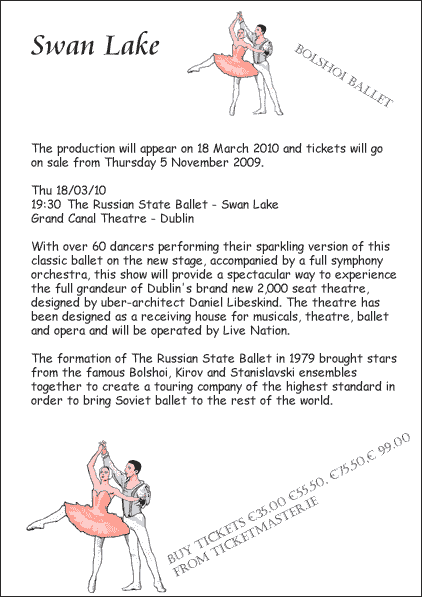 Swan Lake
BOLSHOI BALLET
The production will appear on 18 March 2010 and tickets will go
on sale from Thursday 5 November 2009.
Thu 18/03/10
19:30 The Russian State Ballet - Swan Lake
Grand Canal Theatre - Dublin
With over 60 dancers performing their sparkling version of this
classic ballet on the new stage, accompanied by a full symphony
orchestra, this show will provide a spectacular way to experience
the full grandeur of Dublin's brand new 2,000 seat theatre,
designed by uber-architect Daniel Libeskind. The theatre has
been designed as a receiving house for musicals, theatre, ballet
and opera and will be operated by Live Nation.
The formation of The Russian State Ballet in 1979 brought stars
from the famous Bolshoi, Kirov and Stanislavski ensembles
together to create a touring company of the highest standard in
order to bring Soviet ballet to the rest of the world.
BUY TICKETS €35.00 €55.50. €75.50,€ 99.00
FROM TICKETMASTER.IE